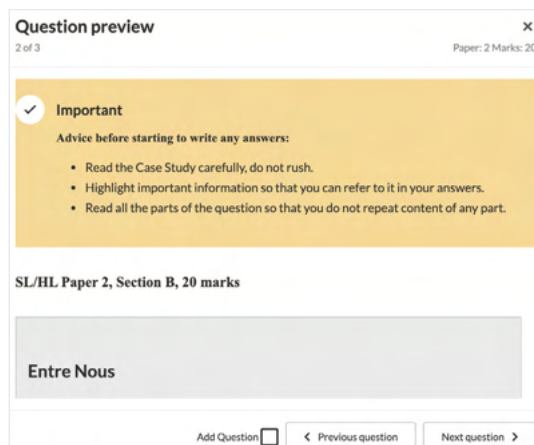 Question preview
×
2 of 3
Paper: 2 Marks: 20
Important
Advice before starting to write any answers:
• Read the Case Study carefully, do not rush.
• Highlight important information so that you can refer to it in your answers.
• Read all the parts of the question so that you do not repeat content of any part.
SL/HL Paper 2, Section B, 20 marks
Entre Nous
Add Question
Previous question
Next question